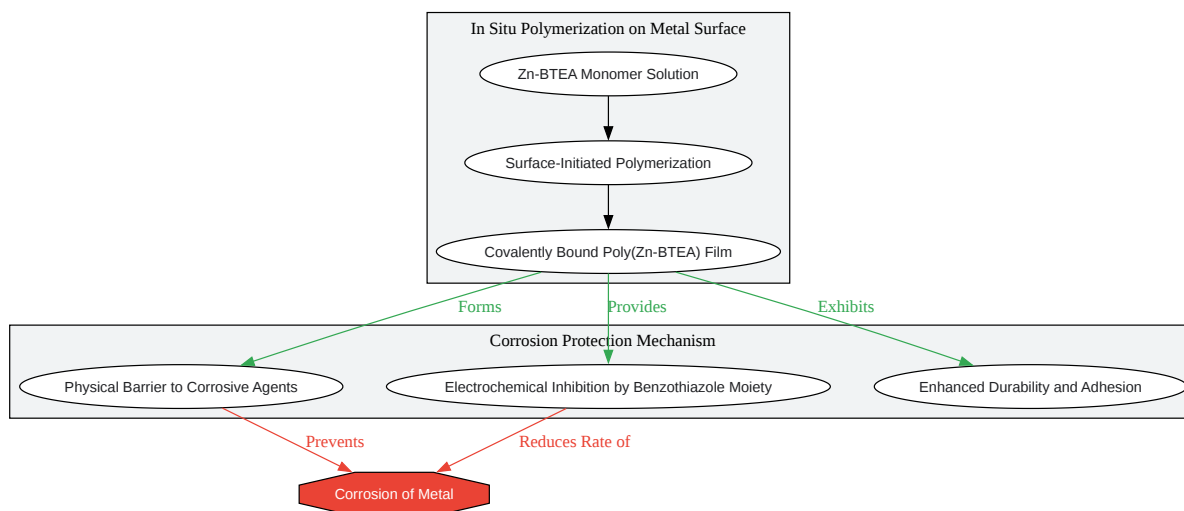 In Situ Polymerization on Metal Surface
Zn-BTEA Monomer Solution
Surface-Initiated Polymerization
Covalently Bound Poly(Zn-BTEA) Film
Forms
Provides
Exhibits
Corrosion Protection Mechanism
Physical Barrier to Corrosive Agents
Electrochemical Inhibition by Benzothiazole Moiety
Enhanced Durability and Adhesion
Prevents
Reduces Rate of
Corrosion of Metal